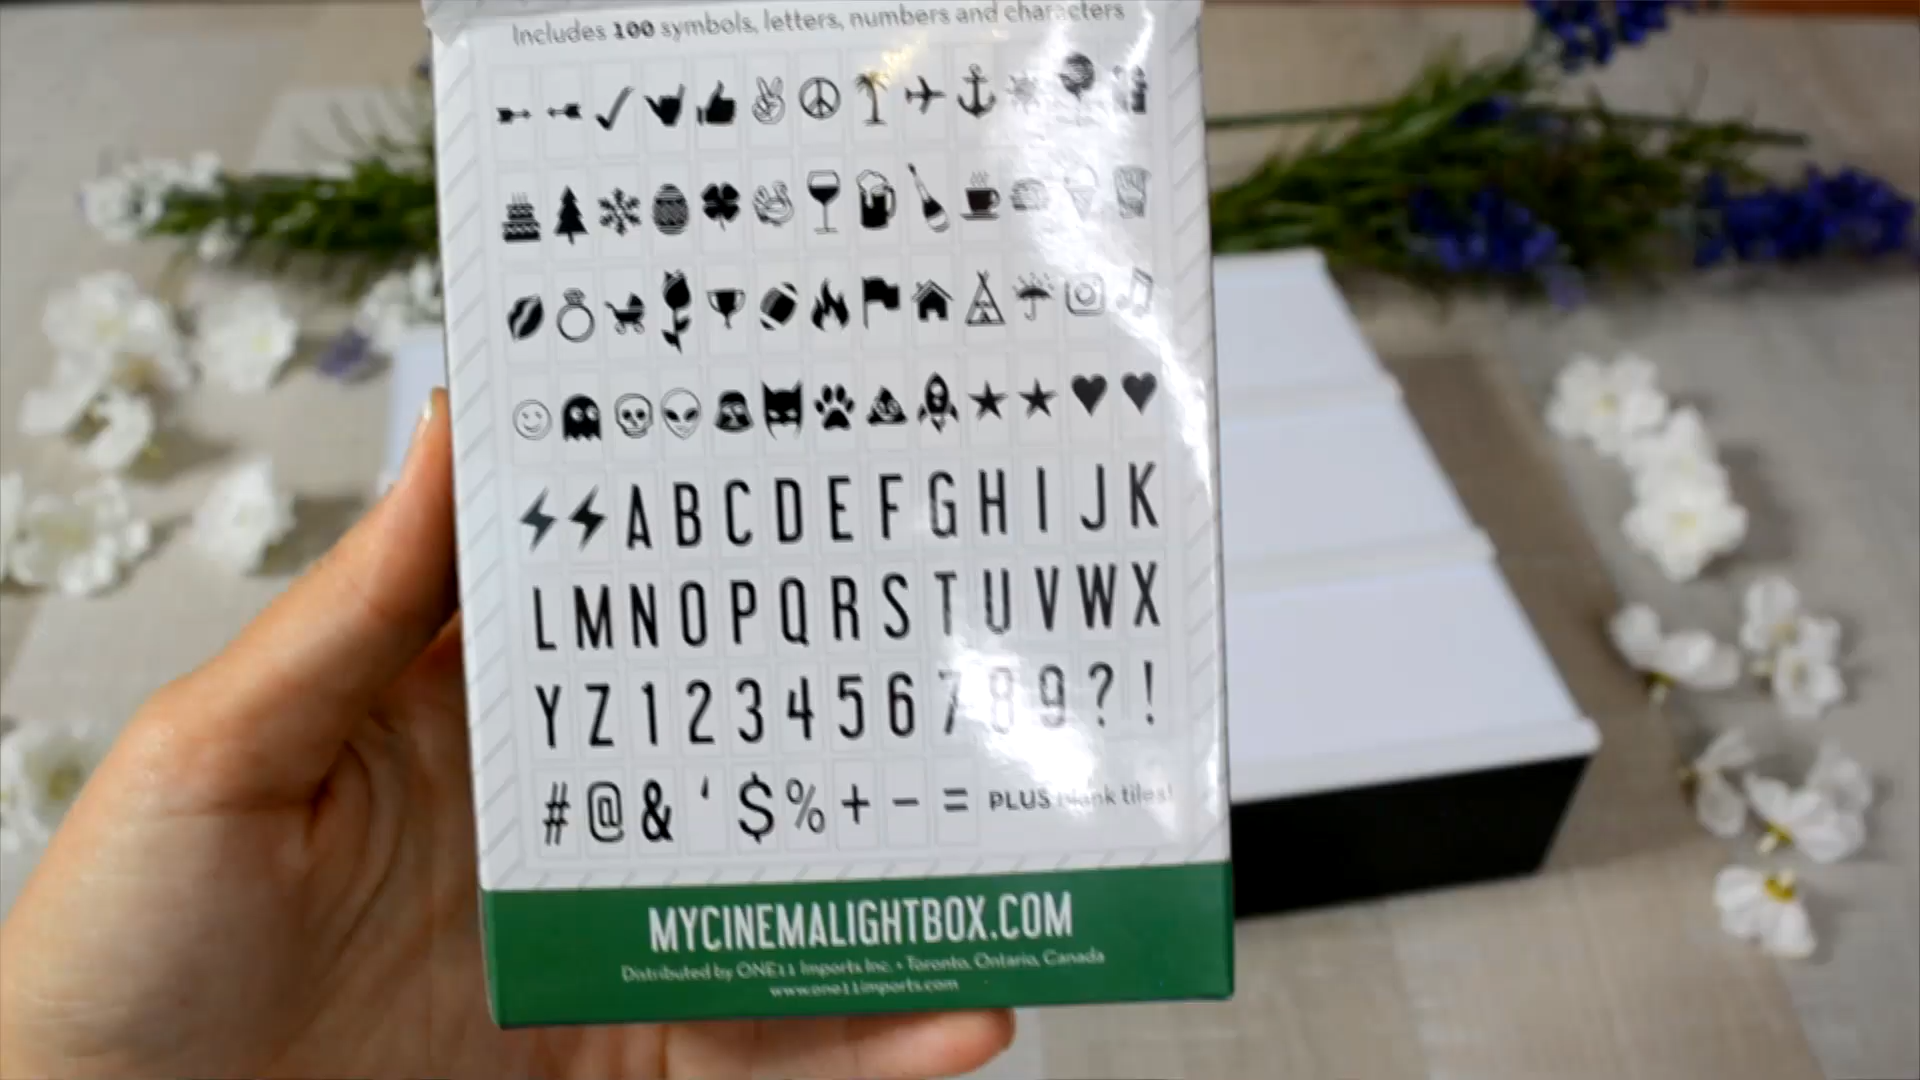 Includes 100 symbols, letters, numbers and characters
A B C D E F G H I J K
L M N O P Q R S T U V W X
Y Z 1 2 3 4 5 6 7 8 9 ? !
# @ & ‘ $ % + − = PLUS blank tiles!
MYCINEMALIGHTBOX.COM
Distributed by ONE11 Imports Inc. • Toronto, Ontario, Canada
www.one11imports.com